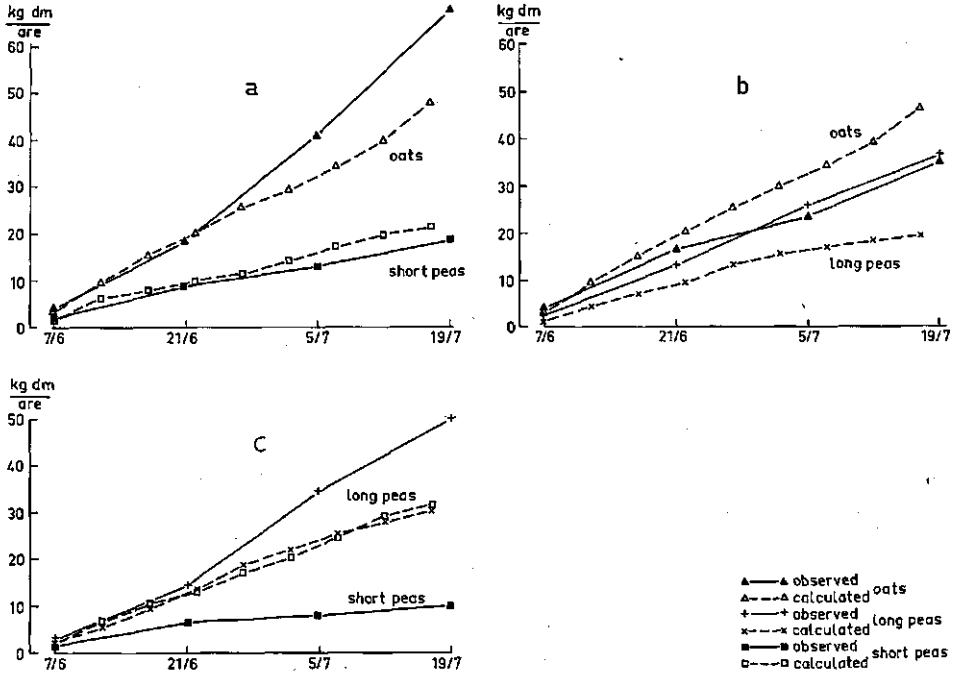 kg dm
are
60
50
40
30
20
10
0
a
oats
short peas
7/6 21/6 5/7 19/7
kg dm
are
60
50
40
30
20
10
0
b
oats
long peas
7/6 21/6 5/7 19/7
kg dm
are
50
40
30
20
10
0
c
long peas
short peas
7/6 21/6 5/7 19/7
observed
calculated oats
observed
calculated long peas
observed
calculated short peas